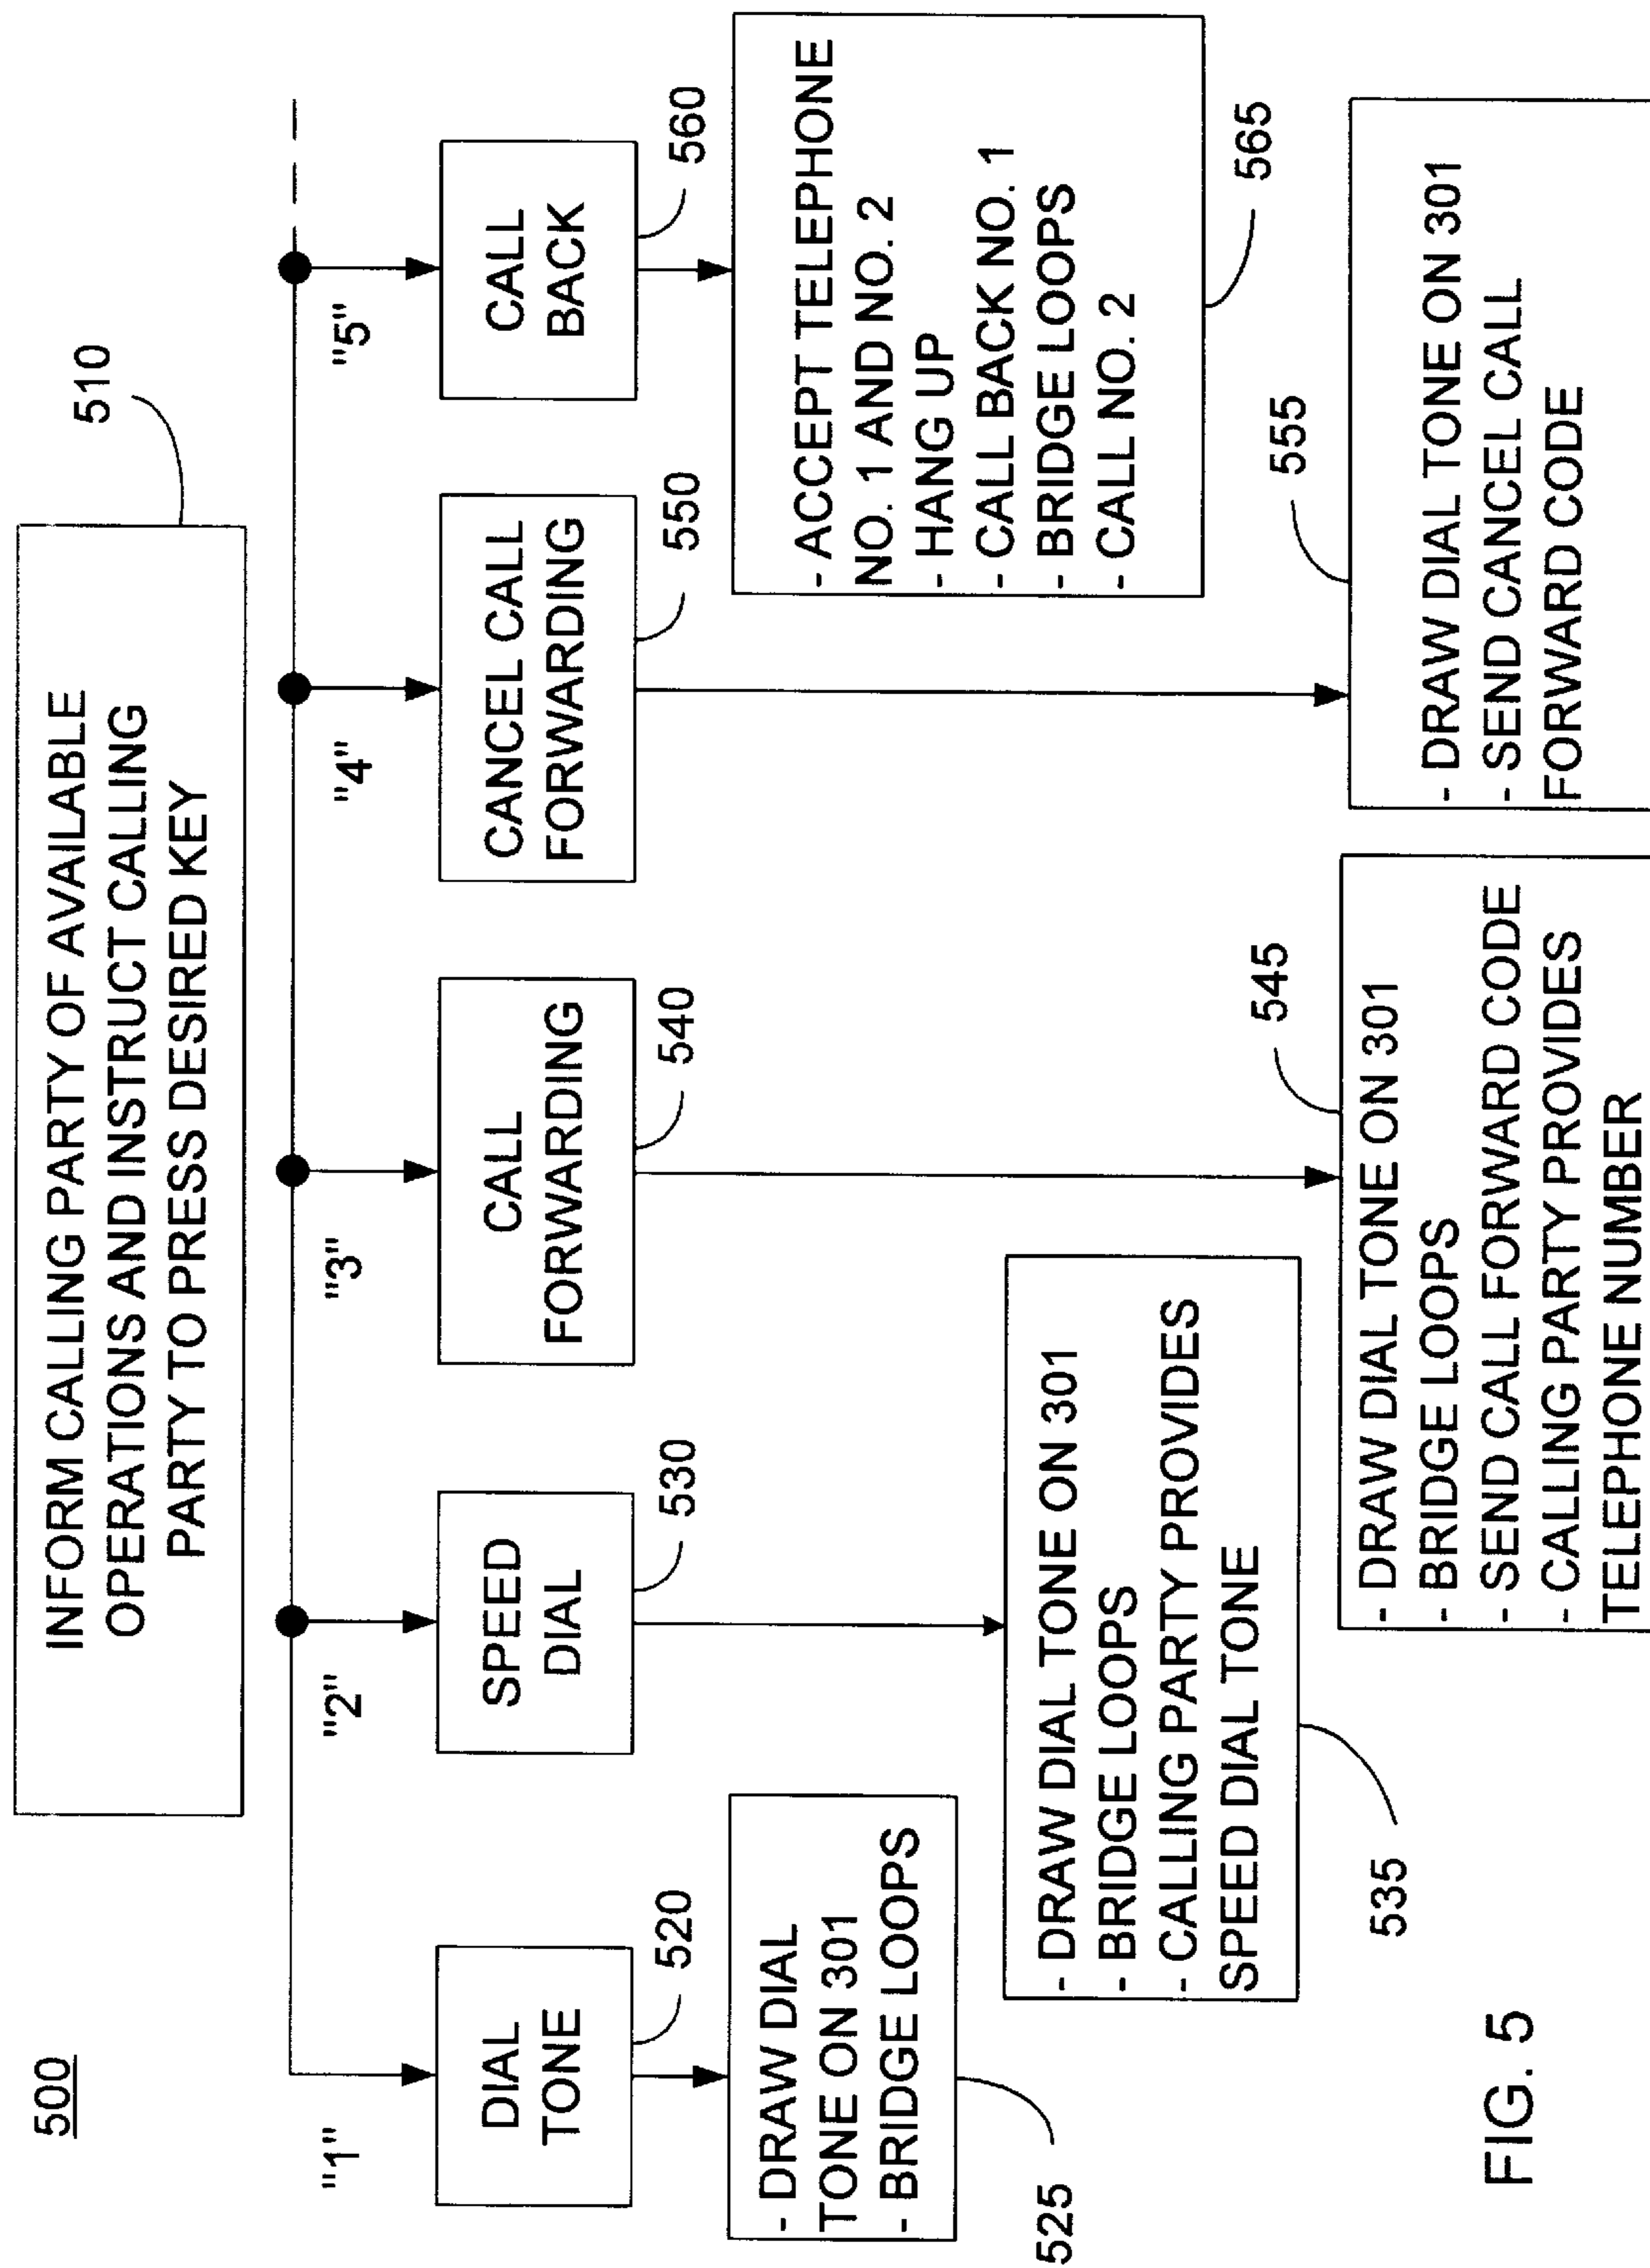 500
INFORM CALLING PARTY OF AVAILABLE
OPERATIONS AND INSTRUCT CALLING
PARTY TO PRESS DESIRED KEY
510
"1"
"2"
"3"
"4"
"5"
DIAL
TONE
520
SPEED
DIAL
530
CALL
FORWARDING
540
CANCEL CALL
FORWARDING
550
CALL
BACK
560
- DRAW DIAL
TONE ON 301
- BRIDGE LOOPS
525
- DRAW DIAL TONE ON 301
- BRIDGE LOOPS
- CALLING PARTY PROVIDES
SPEED DIAL TONE
535
- DRAW DIAL TONE ON 301
- BRIDGE LOOPS
- SEND CALL FORWARD CODE
- CALLING PARTY PROVIDES
TELEPHONE NUMBER
545
- DRAW DIAL TONE ON 301
- SEND CANCEL CALL
FORWARD CODE
555
- ACCEPT TELEPHONE
NO. 1 AND NO. 2
- HANG UP
- CALL BACK NO. 1
- BRIDGE LOOPS
- CALL NO. 2
565
FIG. 5